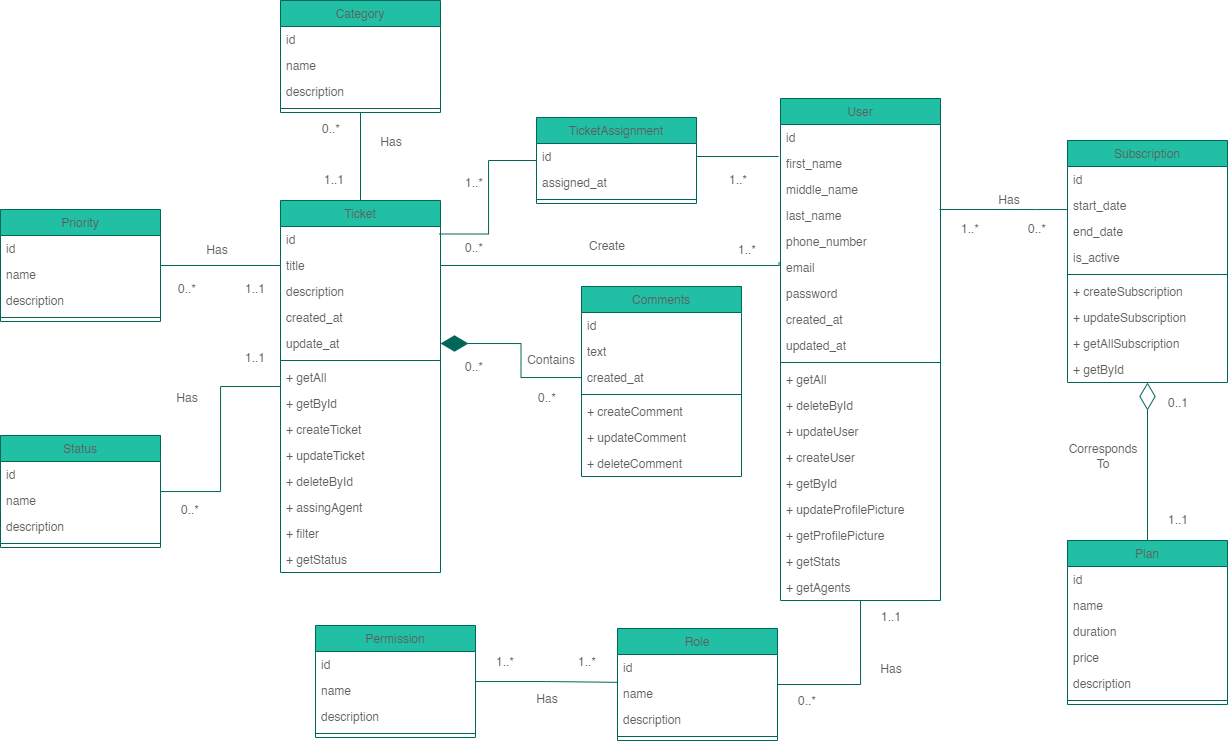 Category
id
name
description
0..*
Has
1..1
TicketAssignment
id
assigned_at
1..*
1..*
User
id
first_name
middle_name
last_name
phone_number
email
password
created_at
updated_at
+ getAll
+ deleteById
+ updateUser
+ createUser
+ getById
+ updateProfilePicture
+ getProfilePicture
+ getStats
+ getAgents
Subscription
id
start_date
end_date
is_active
+ createSubscription
+ updateSubscription
+ getAllSubscription
+ getById
Has
1..*
0..*
Priority
id
name
description
Has
0..*
1..1
Ticket
id
title
description
created_at
update_at
+ getAll
+ getById
+ createTicket
+ updateTicket
+ deleteById
+ assingAgent
+ filter
+ getStatus
0..*
Create
1..*
Comments
id
text
created_at
+ createComment
+ updateComment
+ deleteComment
Contains
0..*
0..*
1..1
Has
Status
id
name
description
0..*
0..1
Corresponds
To
1..1
Plan
id
name
duration
price
description
Permission
id
name
description
1..*
1..*
Has
Role
id
name
description
1..1
Has
0..*